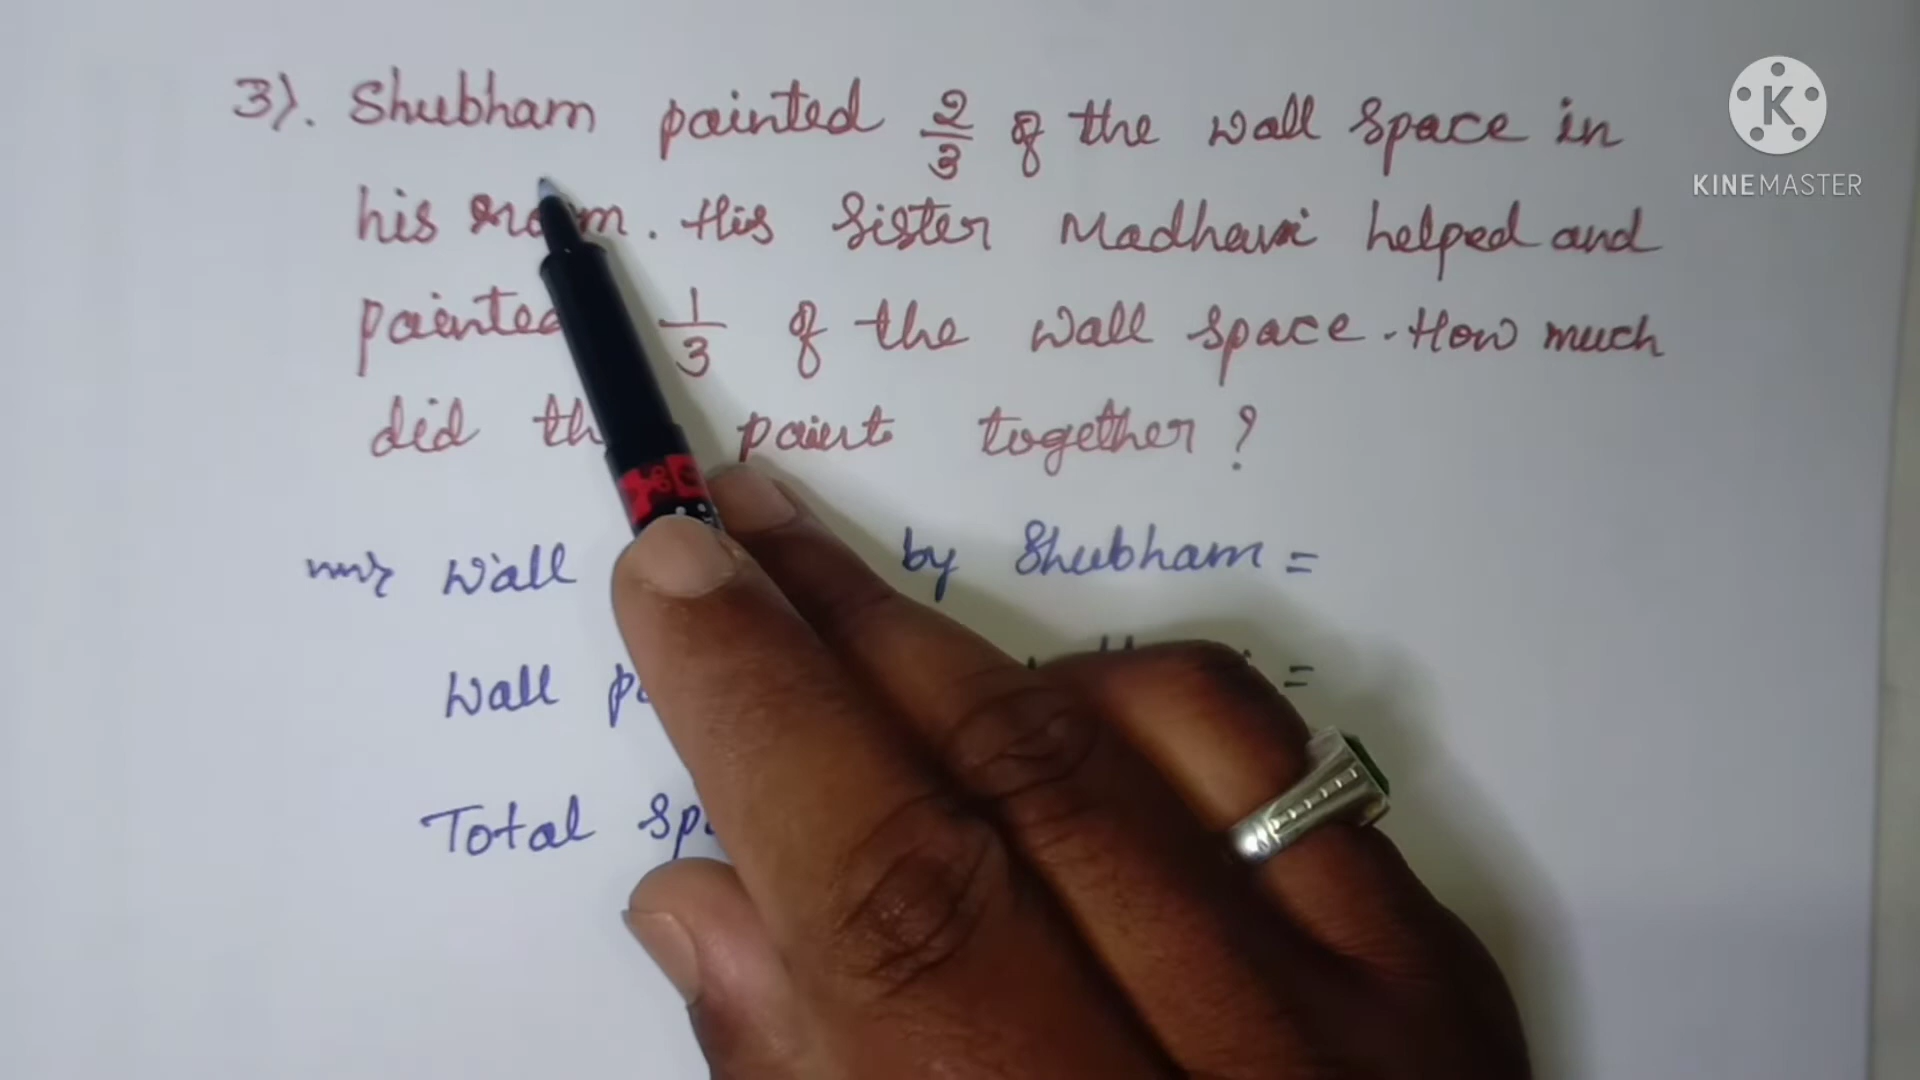 3). Shubham painted 2/3 of the wall space in
his room. His sister Madhavi helped and
painted 1/3 of the wall space. How much
did paint together?
Wall by Shubham =
Wall =
Total
K
KINEMASTER